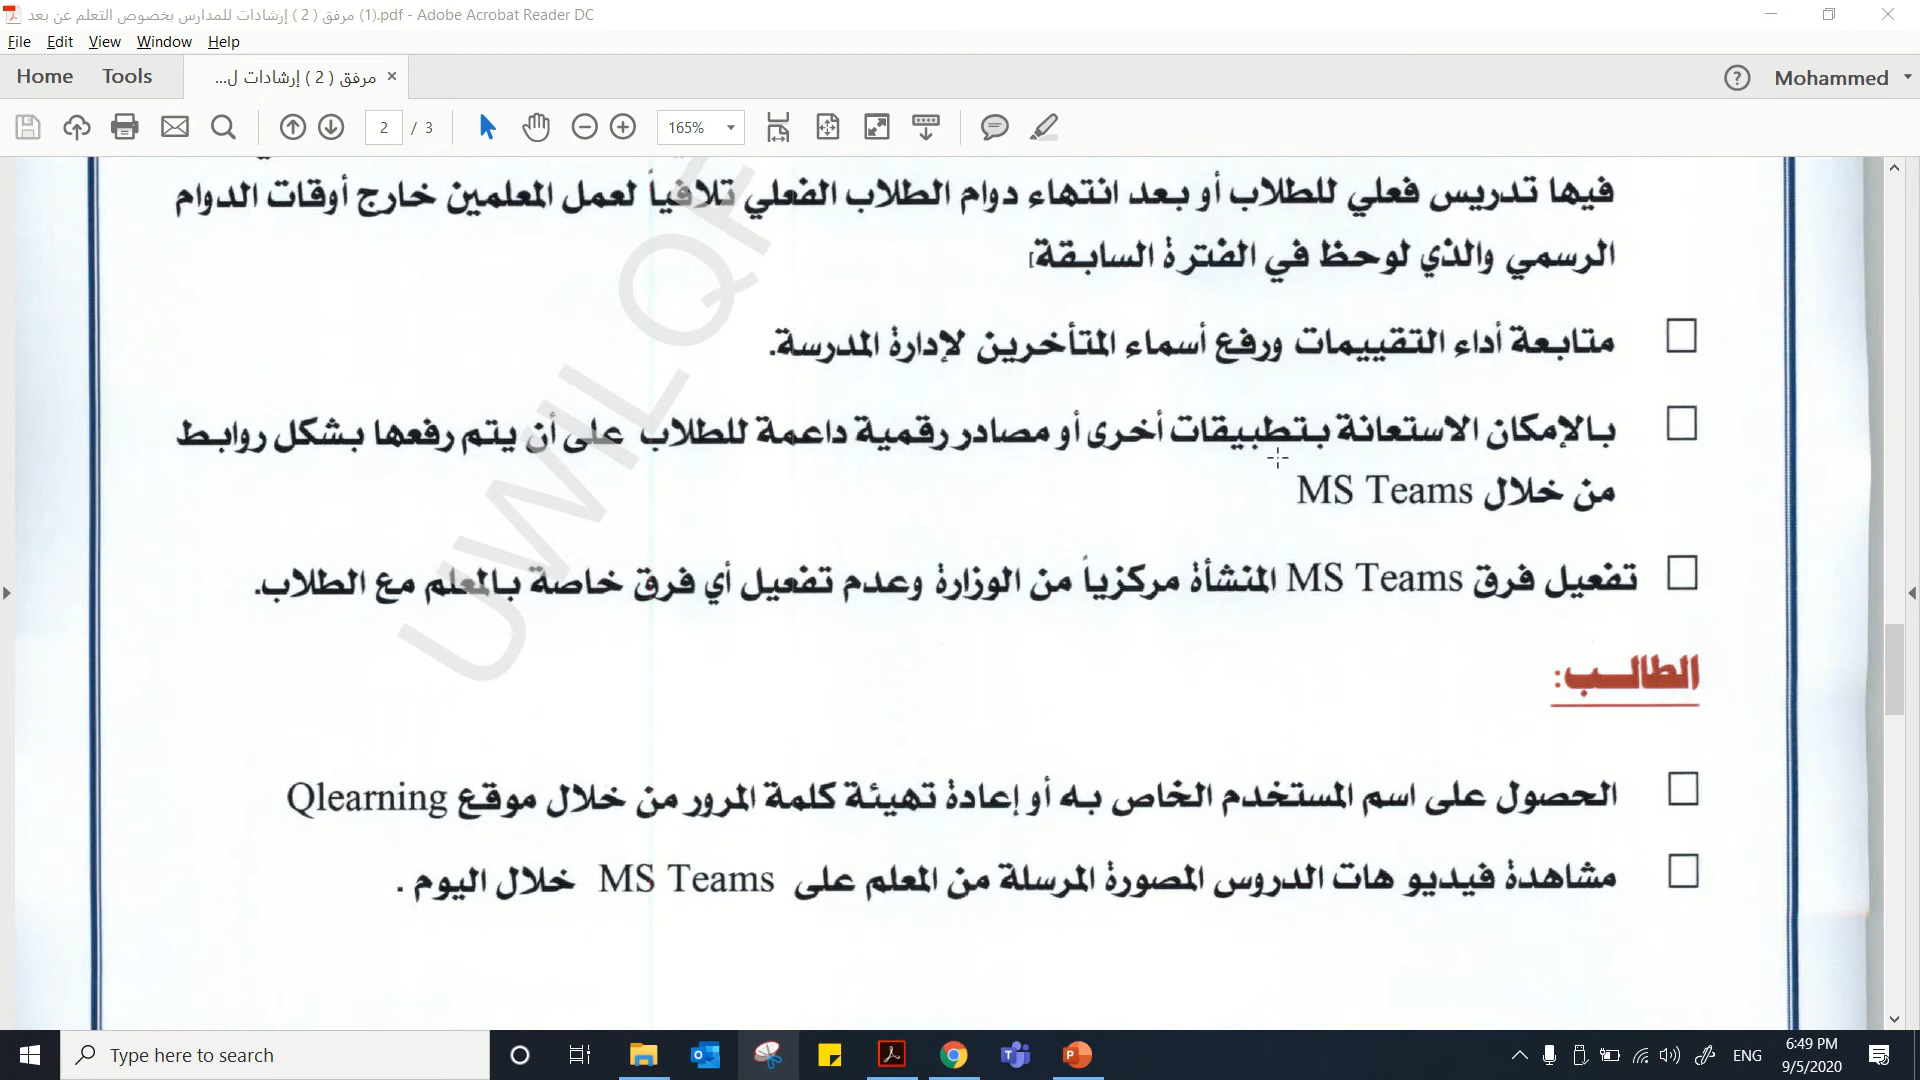 مرفق ( 2 ) إرشادات للمدارس بخصوص التعلم عن بعد (1).pdf - Adobe Acrobat Reader DC
File Edit View Window Help
Home Tools مرفق ( 2 ) إرشادات ل... × ? Mohammed
2 / 3 165%
فيها تدريس فعلي للطلاب أو بعد انتهاء دوام الطلاب الفعلي تلافياً لعمل المعلمين خارج أوقات الدوام
الرسمي والذي لوحظ في الفترة السابقة]
متابعة أداء التقييمات ورفع أسماء المتأخرين لإدارة المدرسة.
بالإمكان الاستعانة بتطبيقات أخرى أو مصادر رقمية داعمة للطلاب على أن يتم رفعها بشكل روابط
من خلال MS Teams
تفعيل فرق MS Teams المنشأة مركزياً من الوزارة وعدم تفعيل أي فرق خاصة بالمعلم مع الطلاب.
الطالب:
الحصول على اسم المستخدم الخاص به أو إعادة تهيئة كلمة المرور من خلال موقع Qlearning
مشاهدة فيديو هات الدروس المصورة المرسلة من المعلم على MS Teams خلال اليوم .
Type here to search
ENG
6:49 PM
9/5/2020